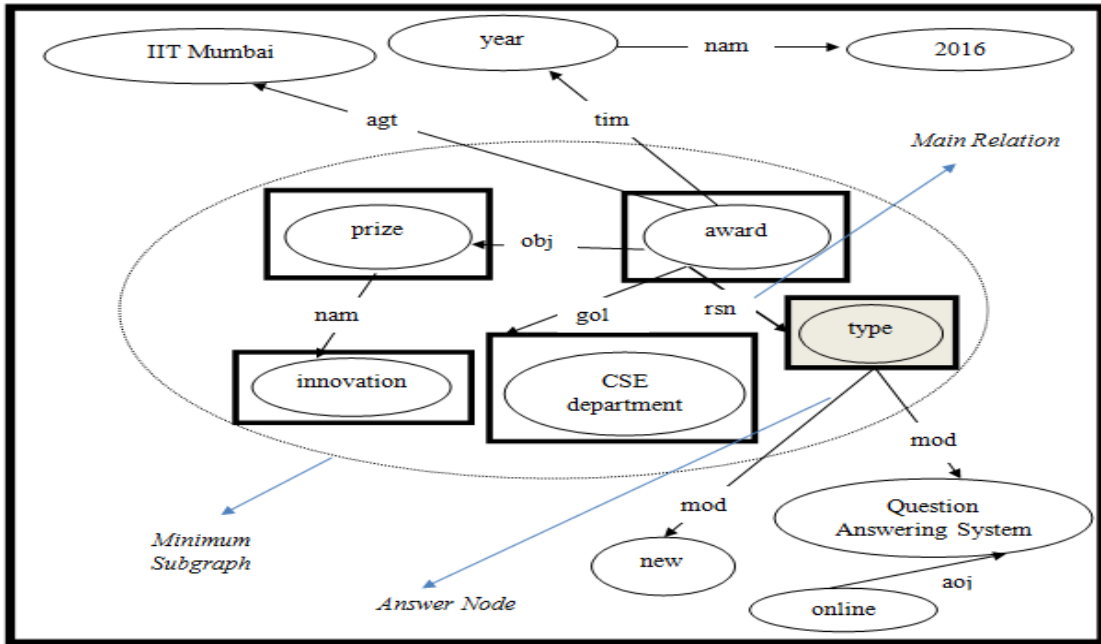 IIT Mumbai
year
nam
2016
agt
tim
Main Relation
prize
obj
award
nam
gol
rsn
type
innovation
CSE
department
mod
mod
Question
Answering System
Minimum
Subgraph
new
aoj
Answer Node
online